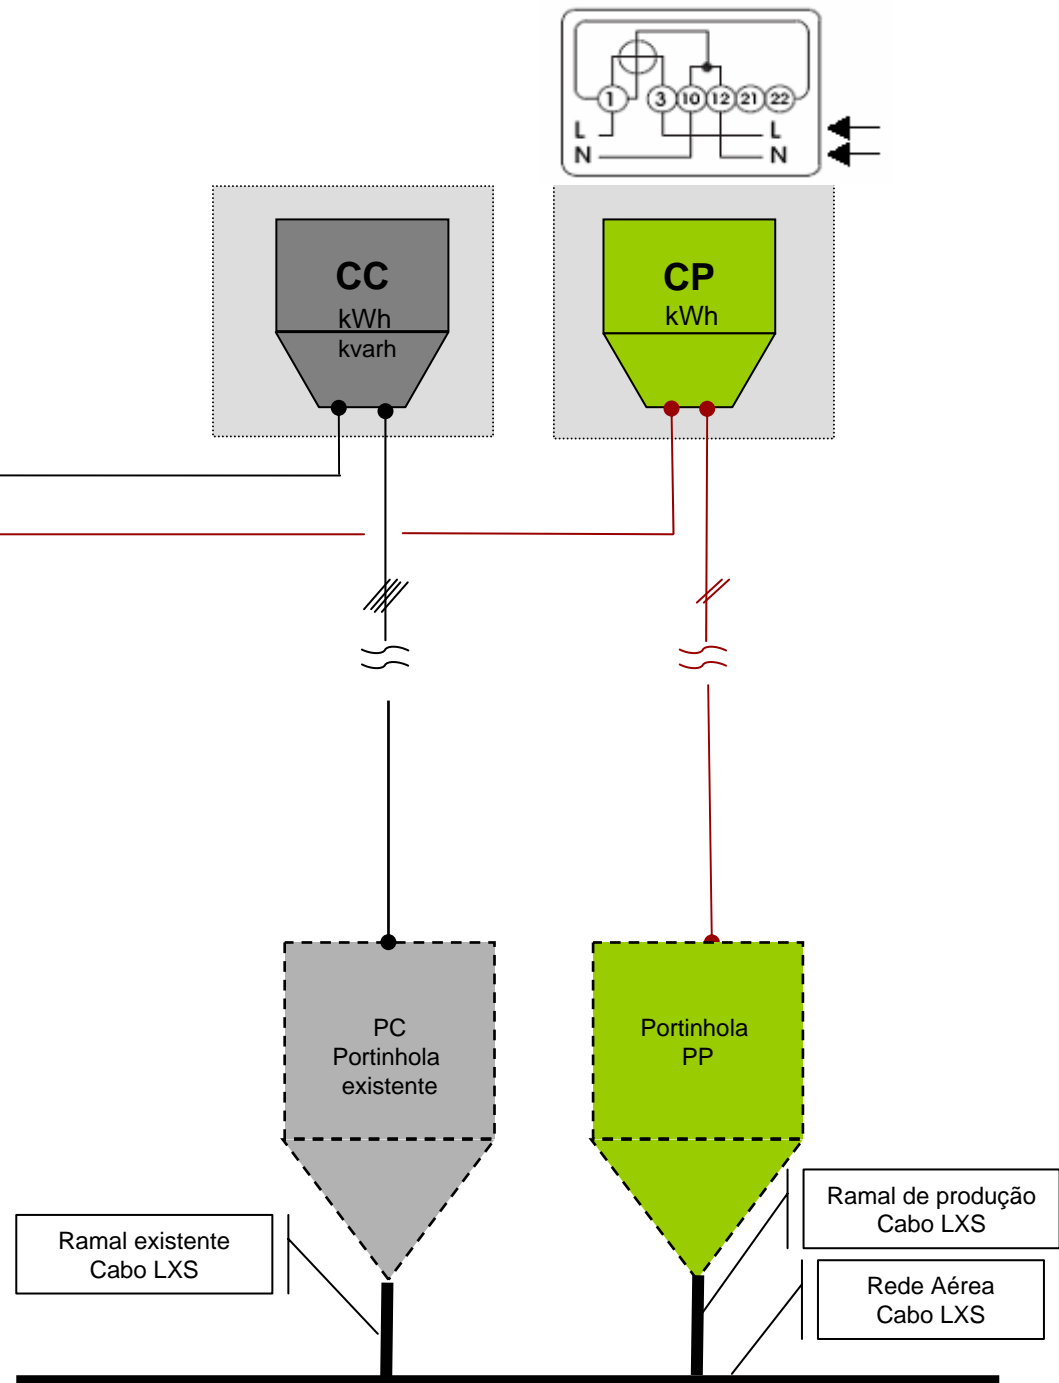 1 3 10 12 21 22
L L
N N
CC
kWh
kvarh
CP
kWh
PC
Portinhola
existente
Portinhola
PP
Ramal de produção
Cabo LXS
Ramal existente
Cabo LXS
Rede Aérea
Cabo LXS